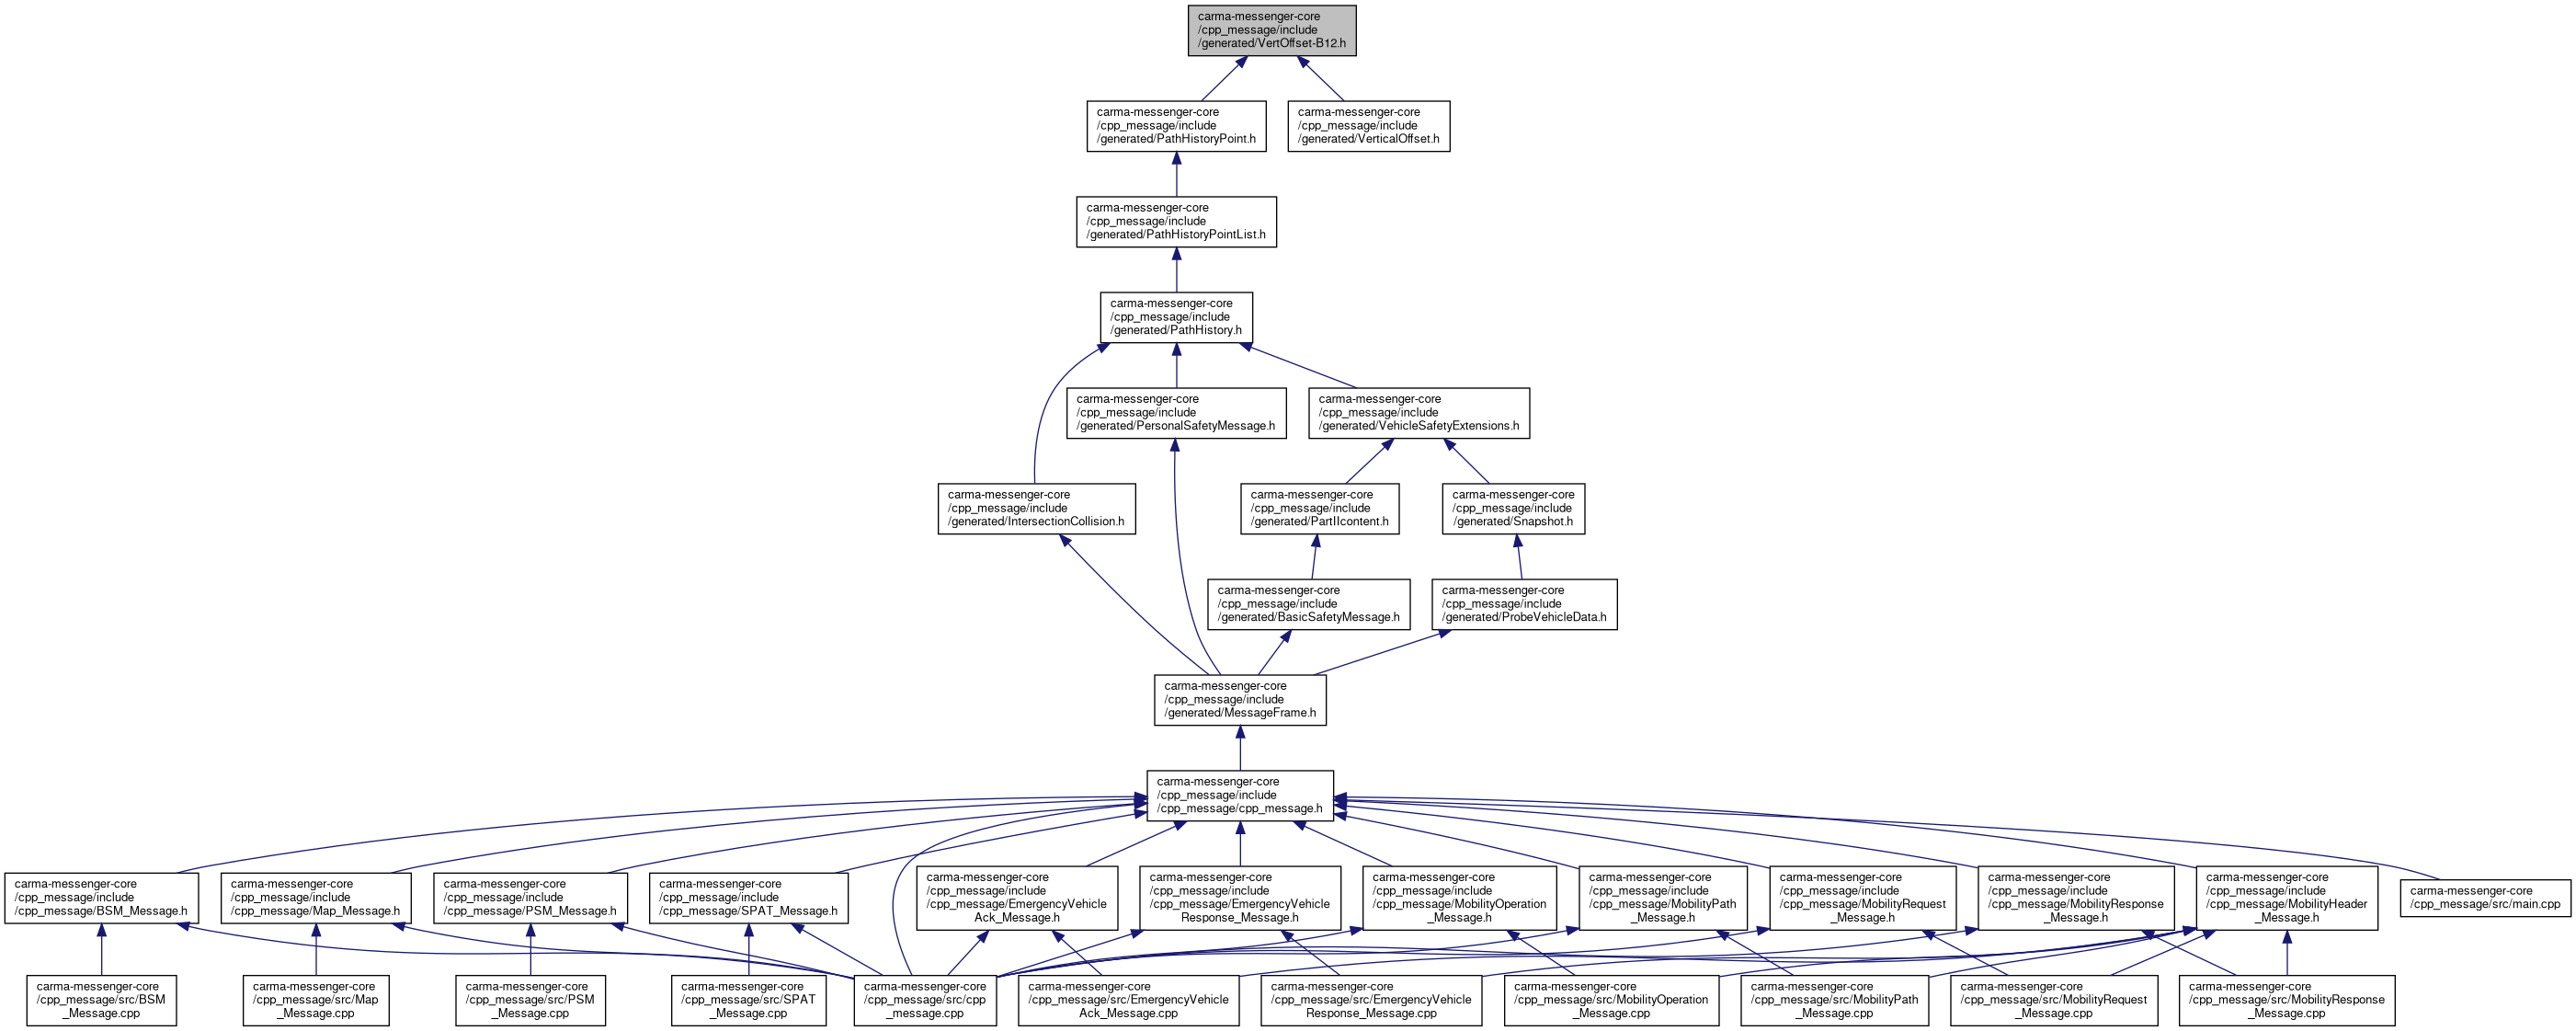 carma-messenger-core
/cpp_message/include
/generated/VertOffset-B12.h
carma-messenger-core
/cpp_message/include
/generated/PathHistoryPoint.h
carma-messenger-core
/cpp_message/include
/generated/VerticalOffset.h
carma-messenger-core
/cpp_message/include
/generated/PathHistoryPointList.h
carma-messenger-core
/cpp_message/include
/generated/PathHistory.h
carma-messenger-core
/cpp_message/include
/generated/PersonalSafetyMessage.h
carma-messenger-core
/cpp_message/include
/generated/VehicleSafetyExtensions.h
carma-messenger-core
/cpp_message/include
/generated/IntersectionCollision.h
carma-messenger-core
/cpp_message/include
/generated/PartIIcontent.h
carma-messenger-core
/cpp_message/include
/generated/Snapshot.h
carma-messenger-core
/cpp_message/include
/generated/BasicSafetyMessage.h
carma-messenger-core
/cpp_message/include
/generated/ProbeVehicleData.h
carma-messenger-core
/cpp_message/include
/generated/MessageFrame.h
carma-messenger-core
/cpp_message/include
/cpp_message/cpp_message.h
carma-messenger-core
/cpp_message/include
/cpp_message/BSM_Message.h
carma-messenger-core
/cpp_message/include
/cpp_message/Map_Message.h
carma-messenger-core
/cpp_message/include
/cpp_message/PSM_Message.h
carma-messenger-core
/cpp_message/include
/cpp_message/SPAT_Message.h
carma-messenger-core
/cpp_message/include
/cpp_message/EmergencyVehicle
Ack_Message.h
carma-messenger-core
/cpp_message/include
/cpp_message/EmergencyVehicle
Response_Message.h
carma-messenger-core
/cpp_message/include
/cpp_message/MobilityOperation
_Message.h
carma-messenger-core
/cpp_message/include
/cpp_message/MobilityPath
_Message.h
carma-messenger-core
/cpp_message/include
/cpp_message/MobilityRequest
_Message.h
carma-messenger-core
/cpp_message/include
/cpp_message/MobilityResponse
_Message.h
carma-messenger-core
/cpp_message/include
/cpp_message/MobilityHeader
_Message.h
carma-messenger-core
/cpp_message/src/main.cpp
carma-messenger-core
/cpp_message/src/BSM
_Message.cpp
carma-messenger-core
/cpp_message/src/Map
_Message.cpp
carma-messenger-core
/cpp_message/src/PSM
_Message.cpp
carma-messenger-core
/cpp_message/src/SPAT
_Message.cpp
carma-messenger-core
/cpp_message/src/cpp
_message.cpp
carma-messenger-core
/cpp_message/src/EmergencyVehicle
Ack_Message.cpp
carma-messenger-core
/cpp_message/src/EmergencyVehicle
Response_Message.cpp
carma-messenger-core
/cpp_message/src/MobilityOperation
_Message.cpp
carma-messenger-core
/cpp_message/src/MobilityPath
_Message.cpp
carma-messenger-core
/cpp_message/src/MobilityRequest
_Message.cpp
carma-messenger-core
/cpp_message/src/MobilityResponse
_Message.cpp